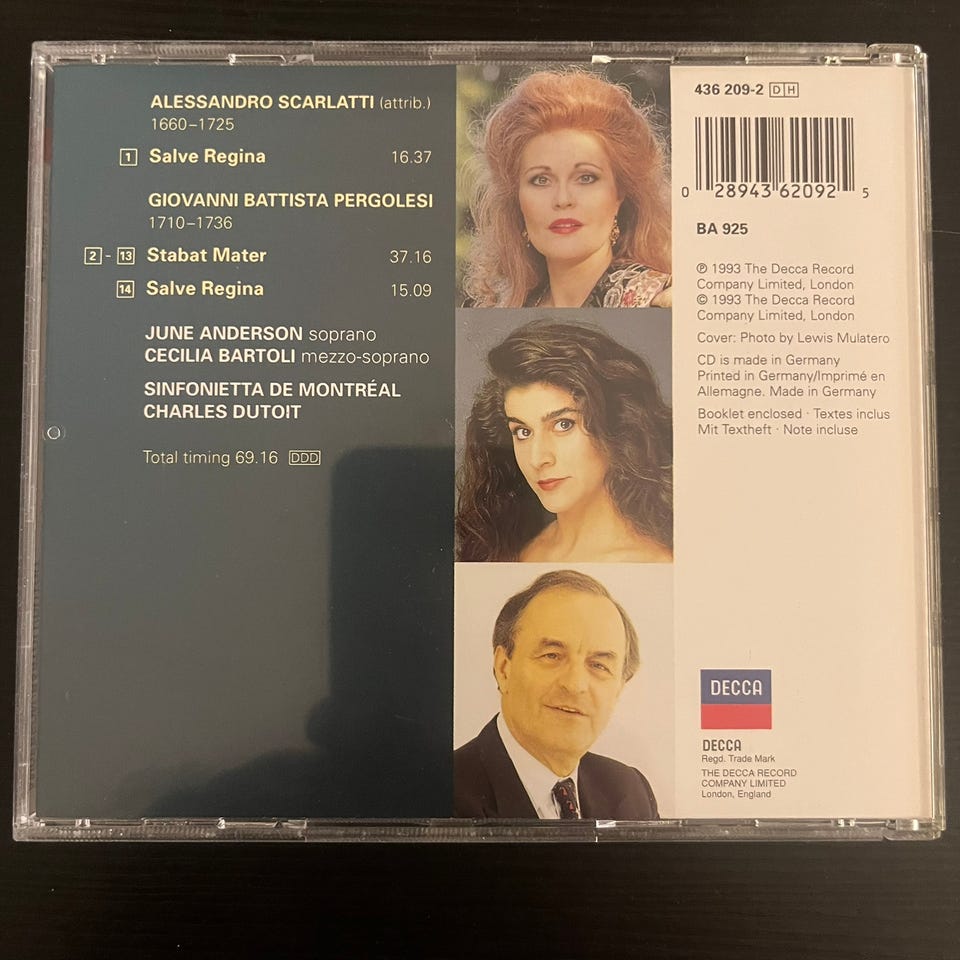 ALESSANDRO SCARLATTI (attrib.)
1660–1725
1 Salve Regina 16.37
GIOVANNI BATTISTA PERGOLESI
1710–1736
2 - 13 Stabat Mater 37.16
14 Salve Regina 15.09
JUNE ANDERSON soprano
CECILIA BARTOLI mezzo-soprano
SINFONIETTA DE MONTRÉAL
CHARLES DUTOIT
Total timing 69.16 DDD
436 209-2 DH
0 28943 62092 5
BA 925
℗ 1993 The Decca Record
Company Limited, London
© 1993 The Decca Record
Company Limited, London
Cover: Photo by Lewis Mulatero
CD is made in Germany
Printed in Germany/Imprimé en
Allemagne. Made in Germany
Booklet enclosed · Textes inclus
Mit Textheft · Note incluse
DECCA
DECCA
Regd. Trade Mark
THE DECCA RECORD
COMPANY LIMITED
London, England